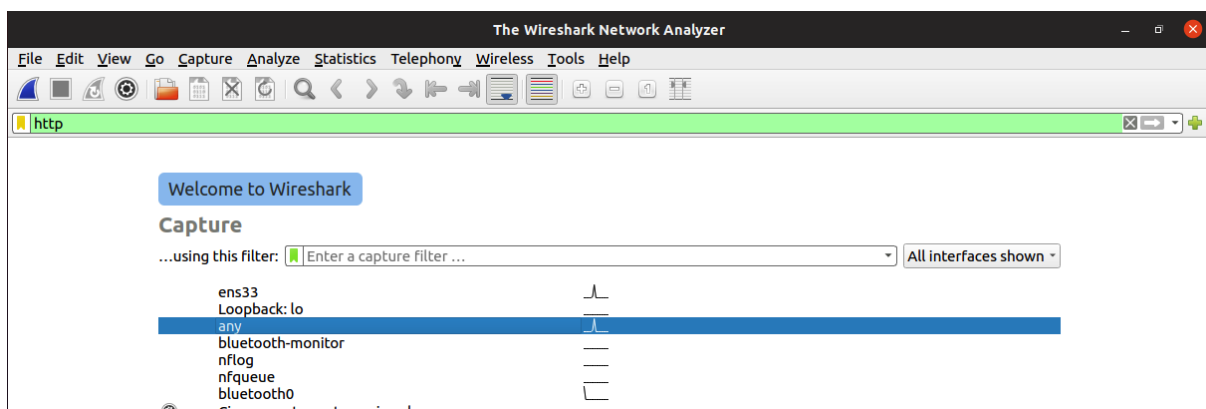 The Wireshark Network Analyzer
File Edit View Go Capture Analyze Statistics Telephony Wireless Tools Help
http
Welcome to Wireshark
Capture
...using this filter: Enter a capture filter ... All interfaces shown
ens33
Loopback: lo
any
bluetooth-monitor
nflog
nfqueue
bluetooth0